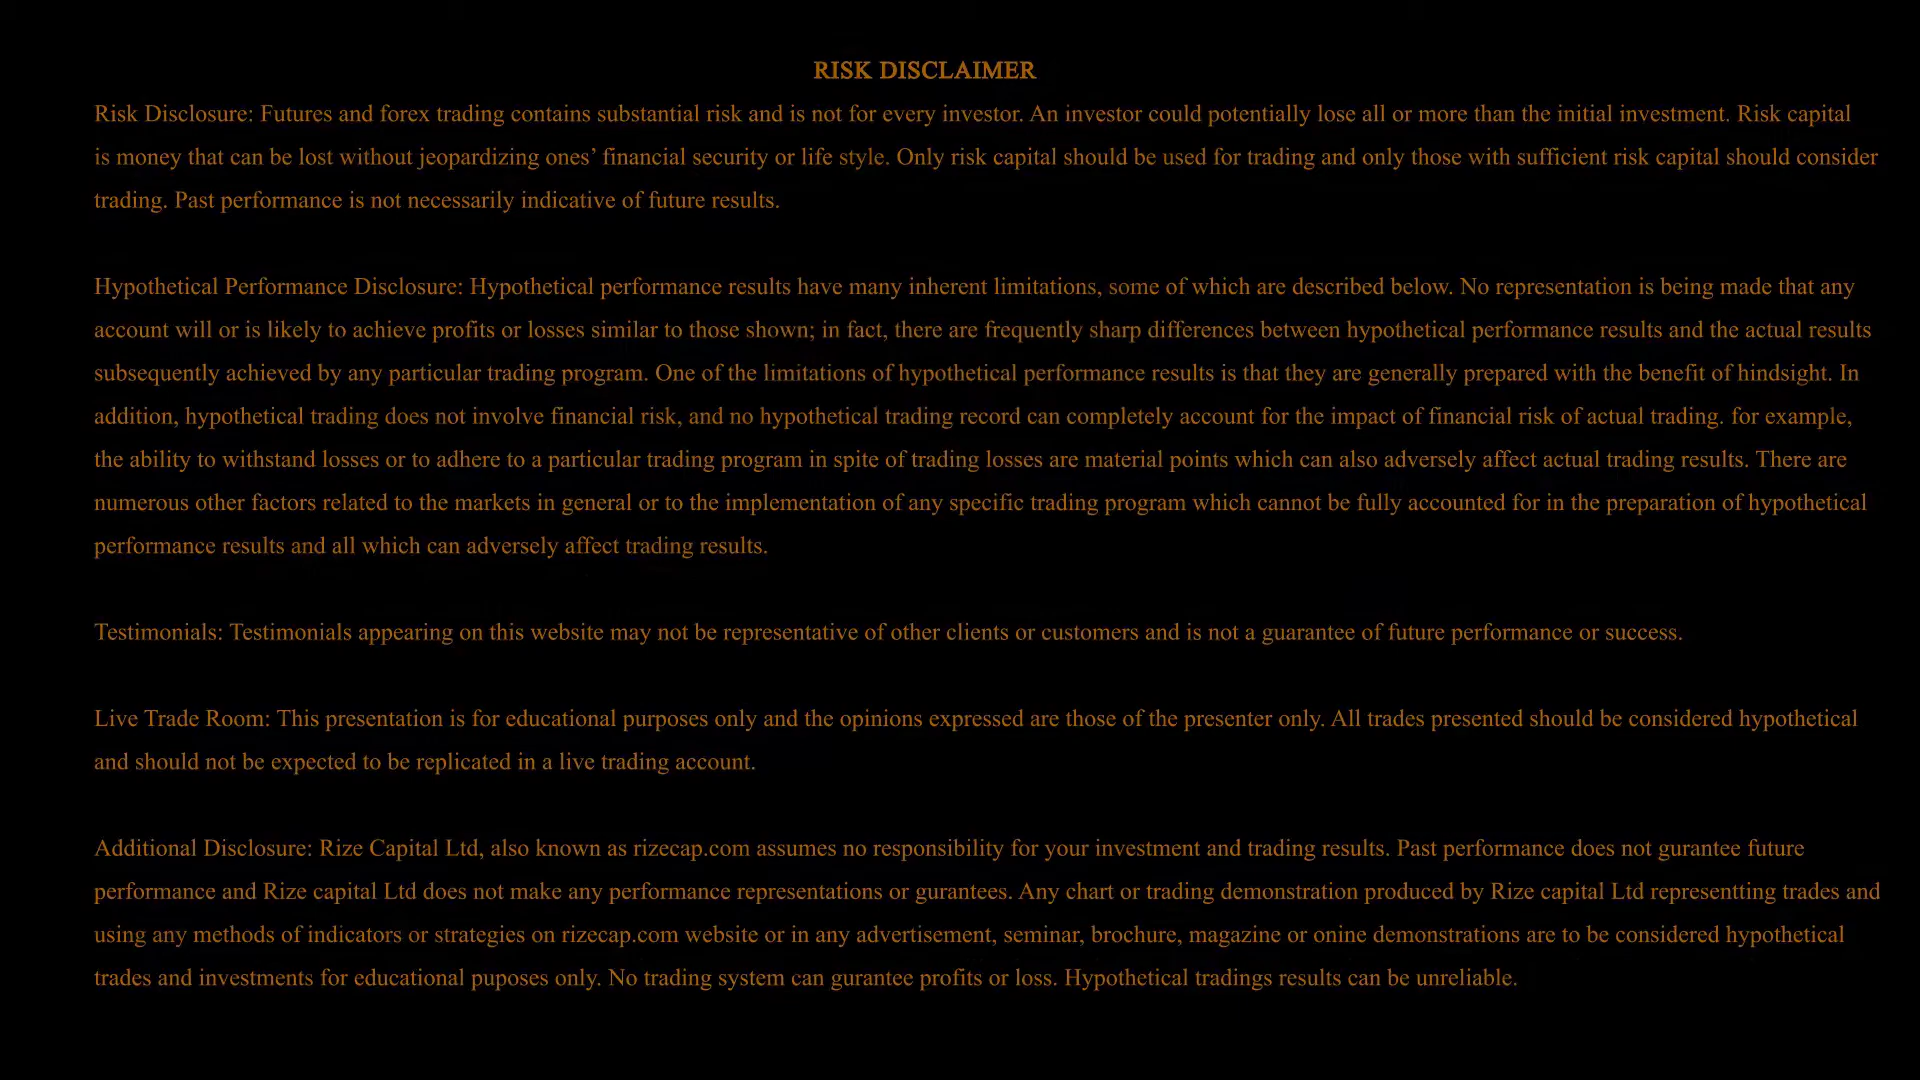 RISK DISCLAIMER
Risk Disclosure: Futures and forex trading contains substantial risk and is not for every investor. An investor could potentially lose all or more than the initial investment. Risk capital
is money that can be lost without jeopardizing ones’ financial security or life style. Only risk capital should be used for trading and only those with sufficient risk capital should consider
trading. Past performance is not necessarily indicative of future results.
Hypothetical Performance Disclosure: Hypothetical performance results have many inherent limitations, some of which are described below. No representation is being made that any
account will or is likely to achieve profits or losses similar to those shown; in fact, there are frequently sharp differences between hypothetical performance results and the actual results
subsequently achieved by any particular trading program. One of the limitations of hypothetical performance results is that they are generally prepared with the benefit of hindsight. In
addition, hypothetical trading does not involve financial risk, and no hypothetical trading record can completely account for the impact of financial risk of actual trading. for example,
the ability to withstand losses or to adhere to a particular trading program in spite of trading losses are material points which can also adversely affect actual trading results. There are
numerous other factors related to the markets in general or to the implementation of any specific trading program which cannot be fully accounted for in the preparation of hypothetical
performance results and all which can adversely affect trading results.
Testimonials: Testimonials appearing on this website may not be representative of other clients or customers and is not a guarantee of future performance or success.
Live Trade Room: This presentation is for educational purposes only and the opinions expressed are those of the presenter only. All trades presented should be considered hypothetical
and should not be expected to be replicated in a live trading account.
Additional Disclosure: Rize Capital Ltd, also known as rizecap.com assumes no responsibility for your investment and trading results. Past performance does not gurantee future
performance and Rize capital Ltd does not make any performance representations or gurantees. Any chart or trading demonstration produced by Rize capital Ltd representting trades and
using any methods of indicators or strategies on rizecap.com website or in any advertisement, seminar, brochure, magazine or onine demonstrations are to be considered hypothetical
trades and investments for educational puposes only. No trading system can gurantee profits or loss. Hypothetical tradings results can be unreliable.